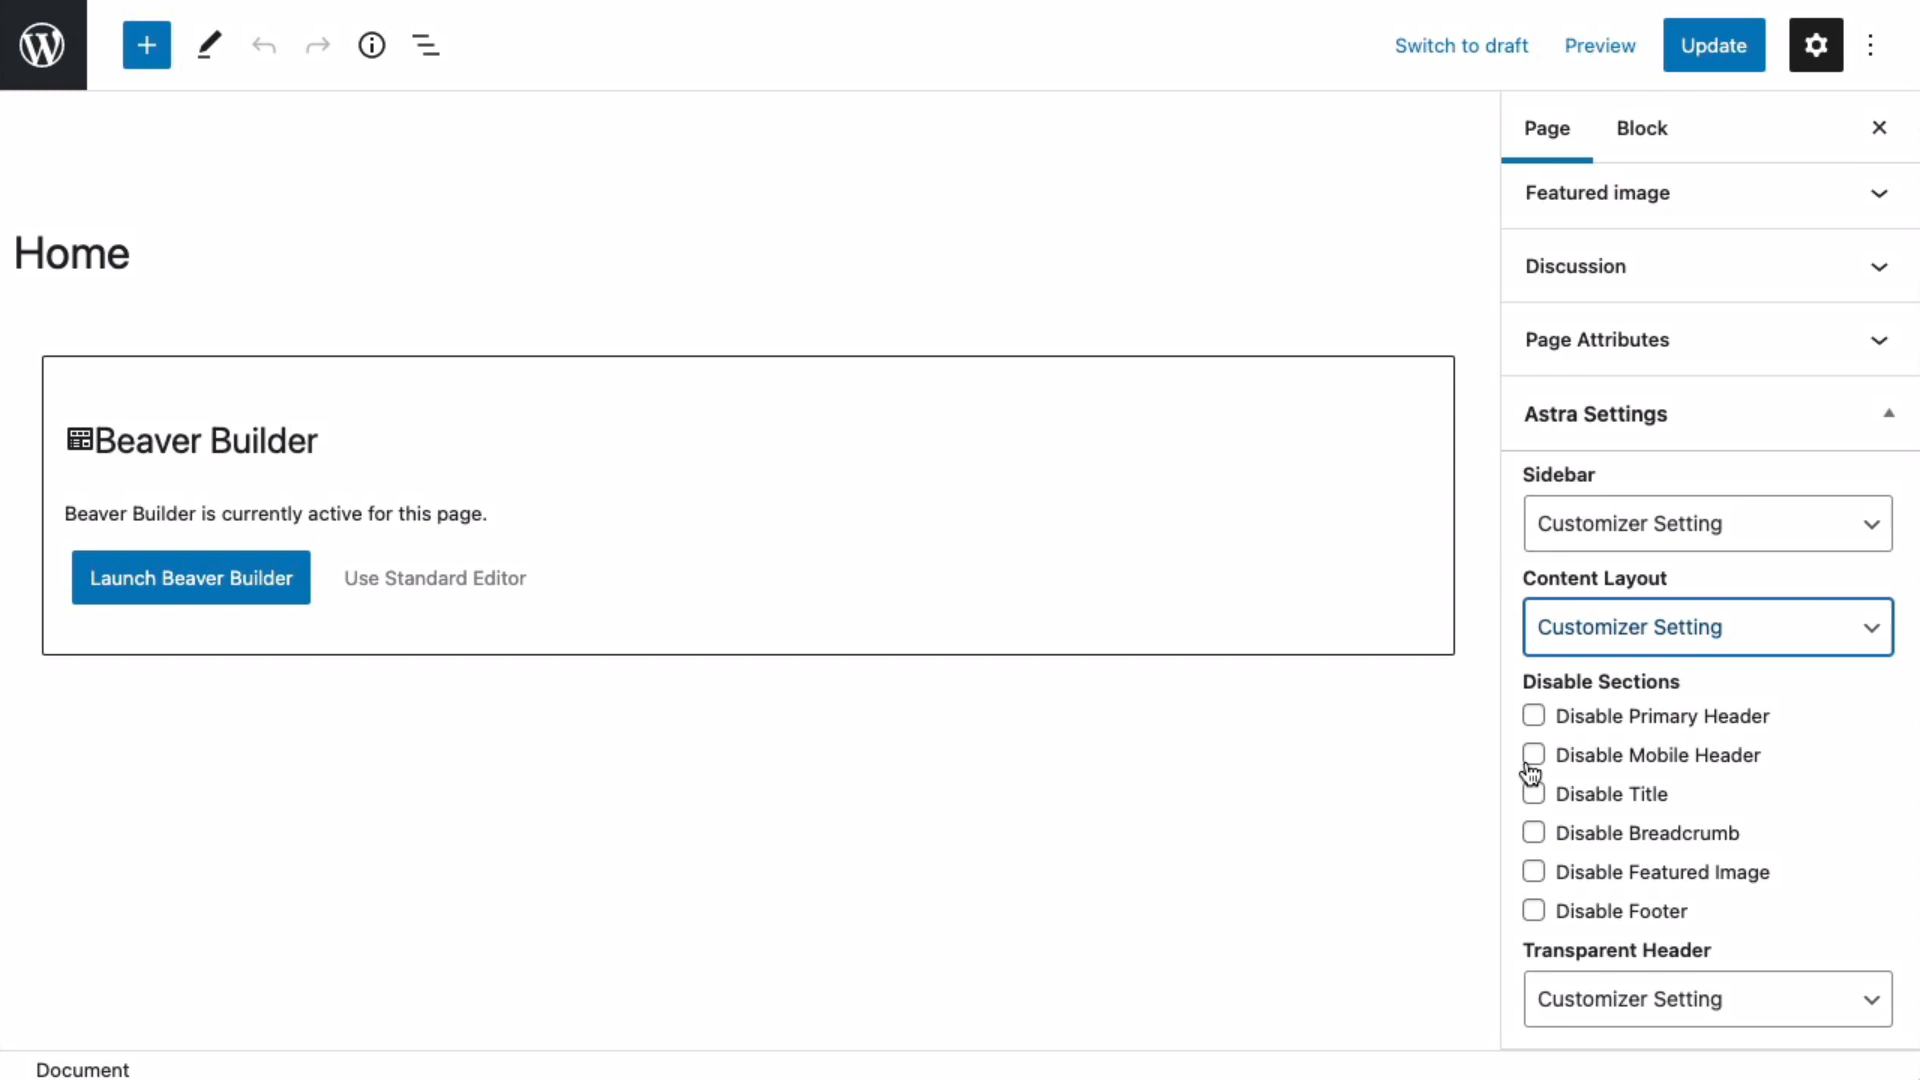 Switch to draft Preview Update
Page Block
Featured image
Discussion
Page Attributes
Astra Settings
Sidebar
Customizer Setting
Content Layout
Customizer Setting
Disable Sections
Disable Primary Header
Disable Mobile Header
Disable Title
Disable Breadcrumb
Disable Featured Image
Disable Footer
Transparent Header
Customizer Setting
Home
Beaver Builder
Beaver Builder is currently active for this page.
Launch Beaver Builder Use Standard Editor
Document